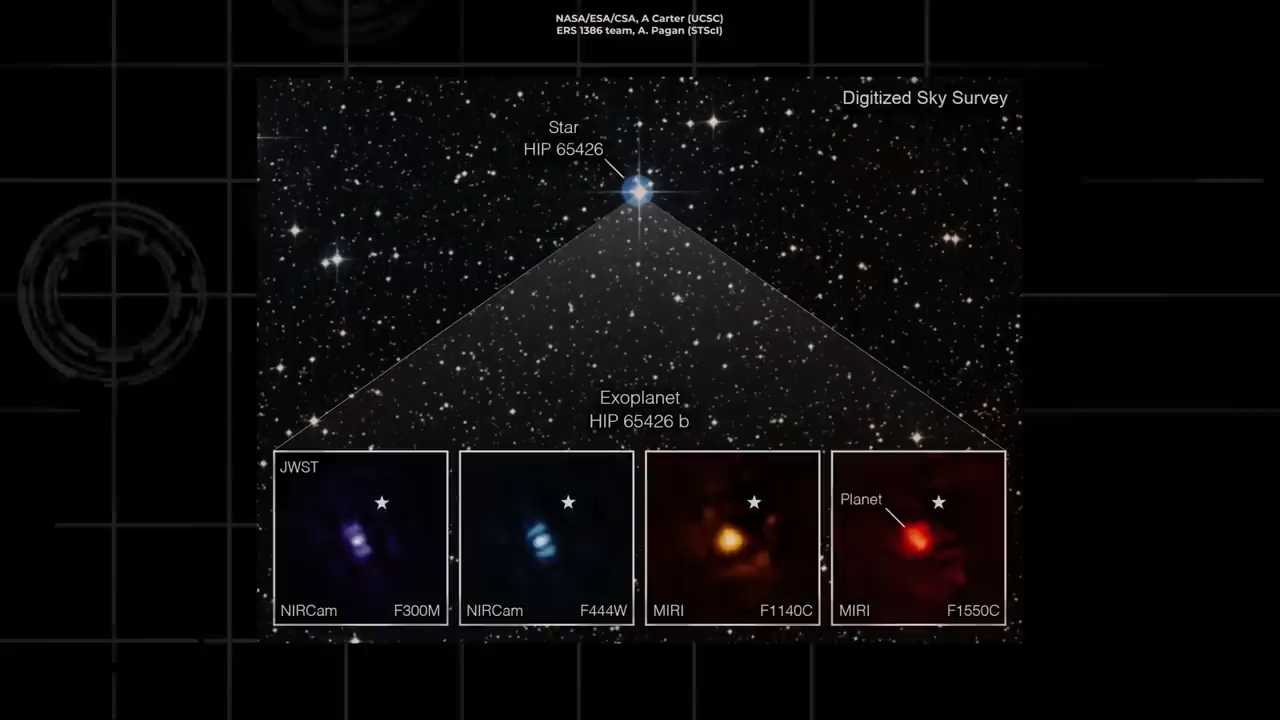 NASA/ESA/CSA, A Carter (UCSC)
ERS 1386 team, A. Pagan (STScI)
Digitized Sky Survey
Star
HIP 65426
Exoplanet
HIP 65426 b
JWST
NIRCam F300M
NIRCam F444W
MIRI F1140C
Planet
MIRI F1550C